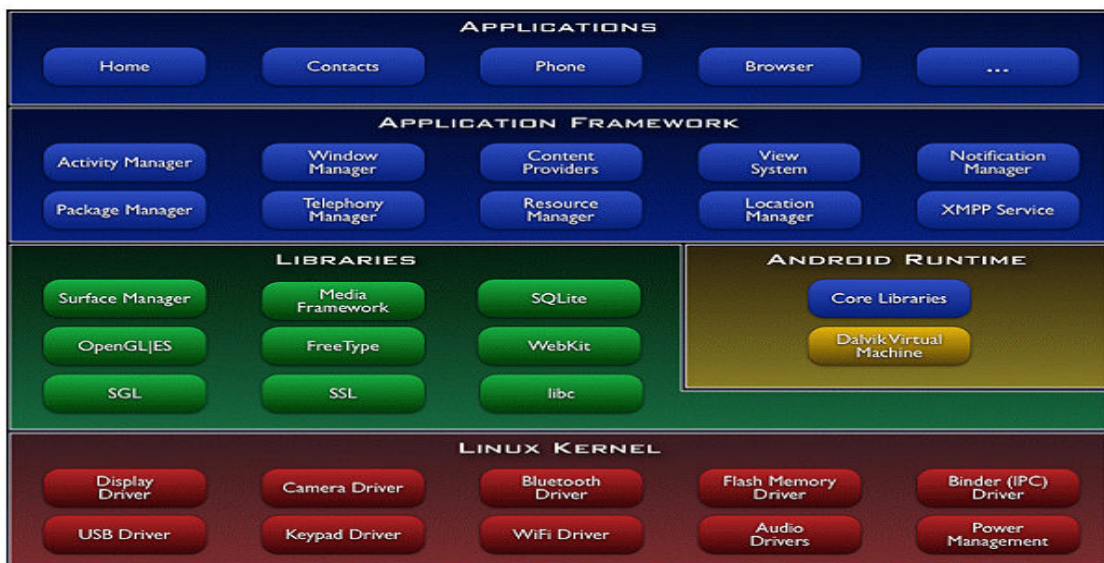 APPLICATIONS
Home
Contacts
Phone
Browser
...
APPLICATION FRAMEWORK
Activity Manager
Window
Manager
Content
Providers
View
System
Notification
Manager
Package Manager
Telephony
Manager
Resource
Manager
Location
Manager
XMPP Service
LIBRARIES
Surface Manager
Media
Framework
SQLite
OpenGL|ES
FreeType
WebKit
SGL
SSL
libc
ANDROID RUNTIME
Core Libraries
Dalvik Virtual
Machine
LINUX KERNEL
Display
Driver
Camera Driver
Bluetooth
Driver
Flash Memory
Driver
Binder (IPC)
Driver
USB Driver
Keypad Driver
WiFi Driver
Audio
Drivers
Power
Management